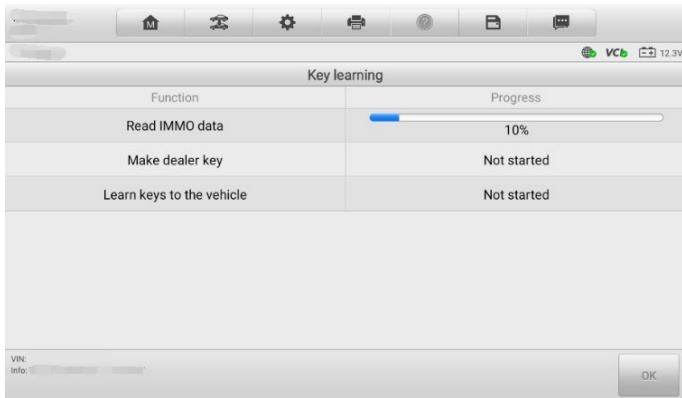 M
VCb 12.3V
Key learning
Function Progress
Read IMMO data 10%
Make dealer key Not started
Learn keys to the vehicle Not started
VIN:
Info:
OK